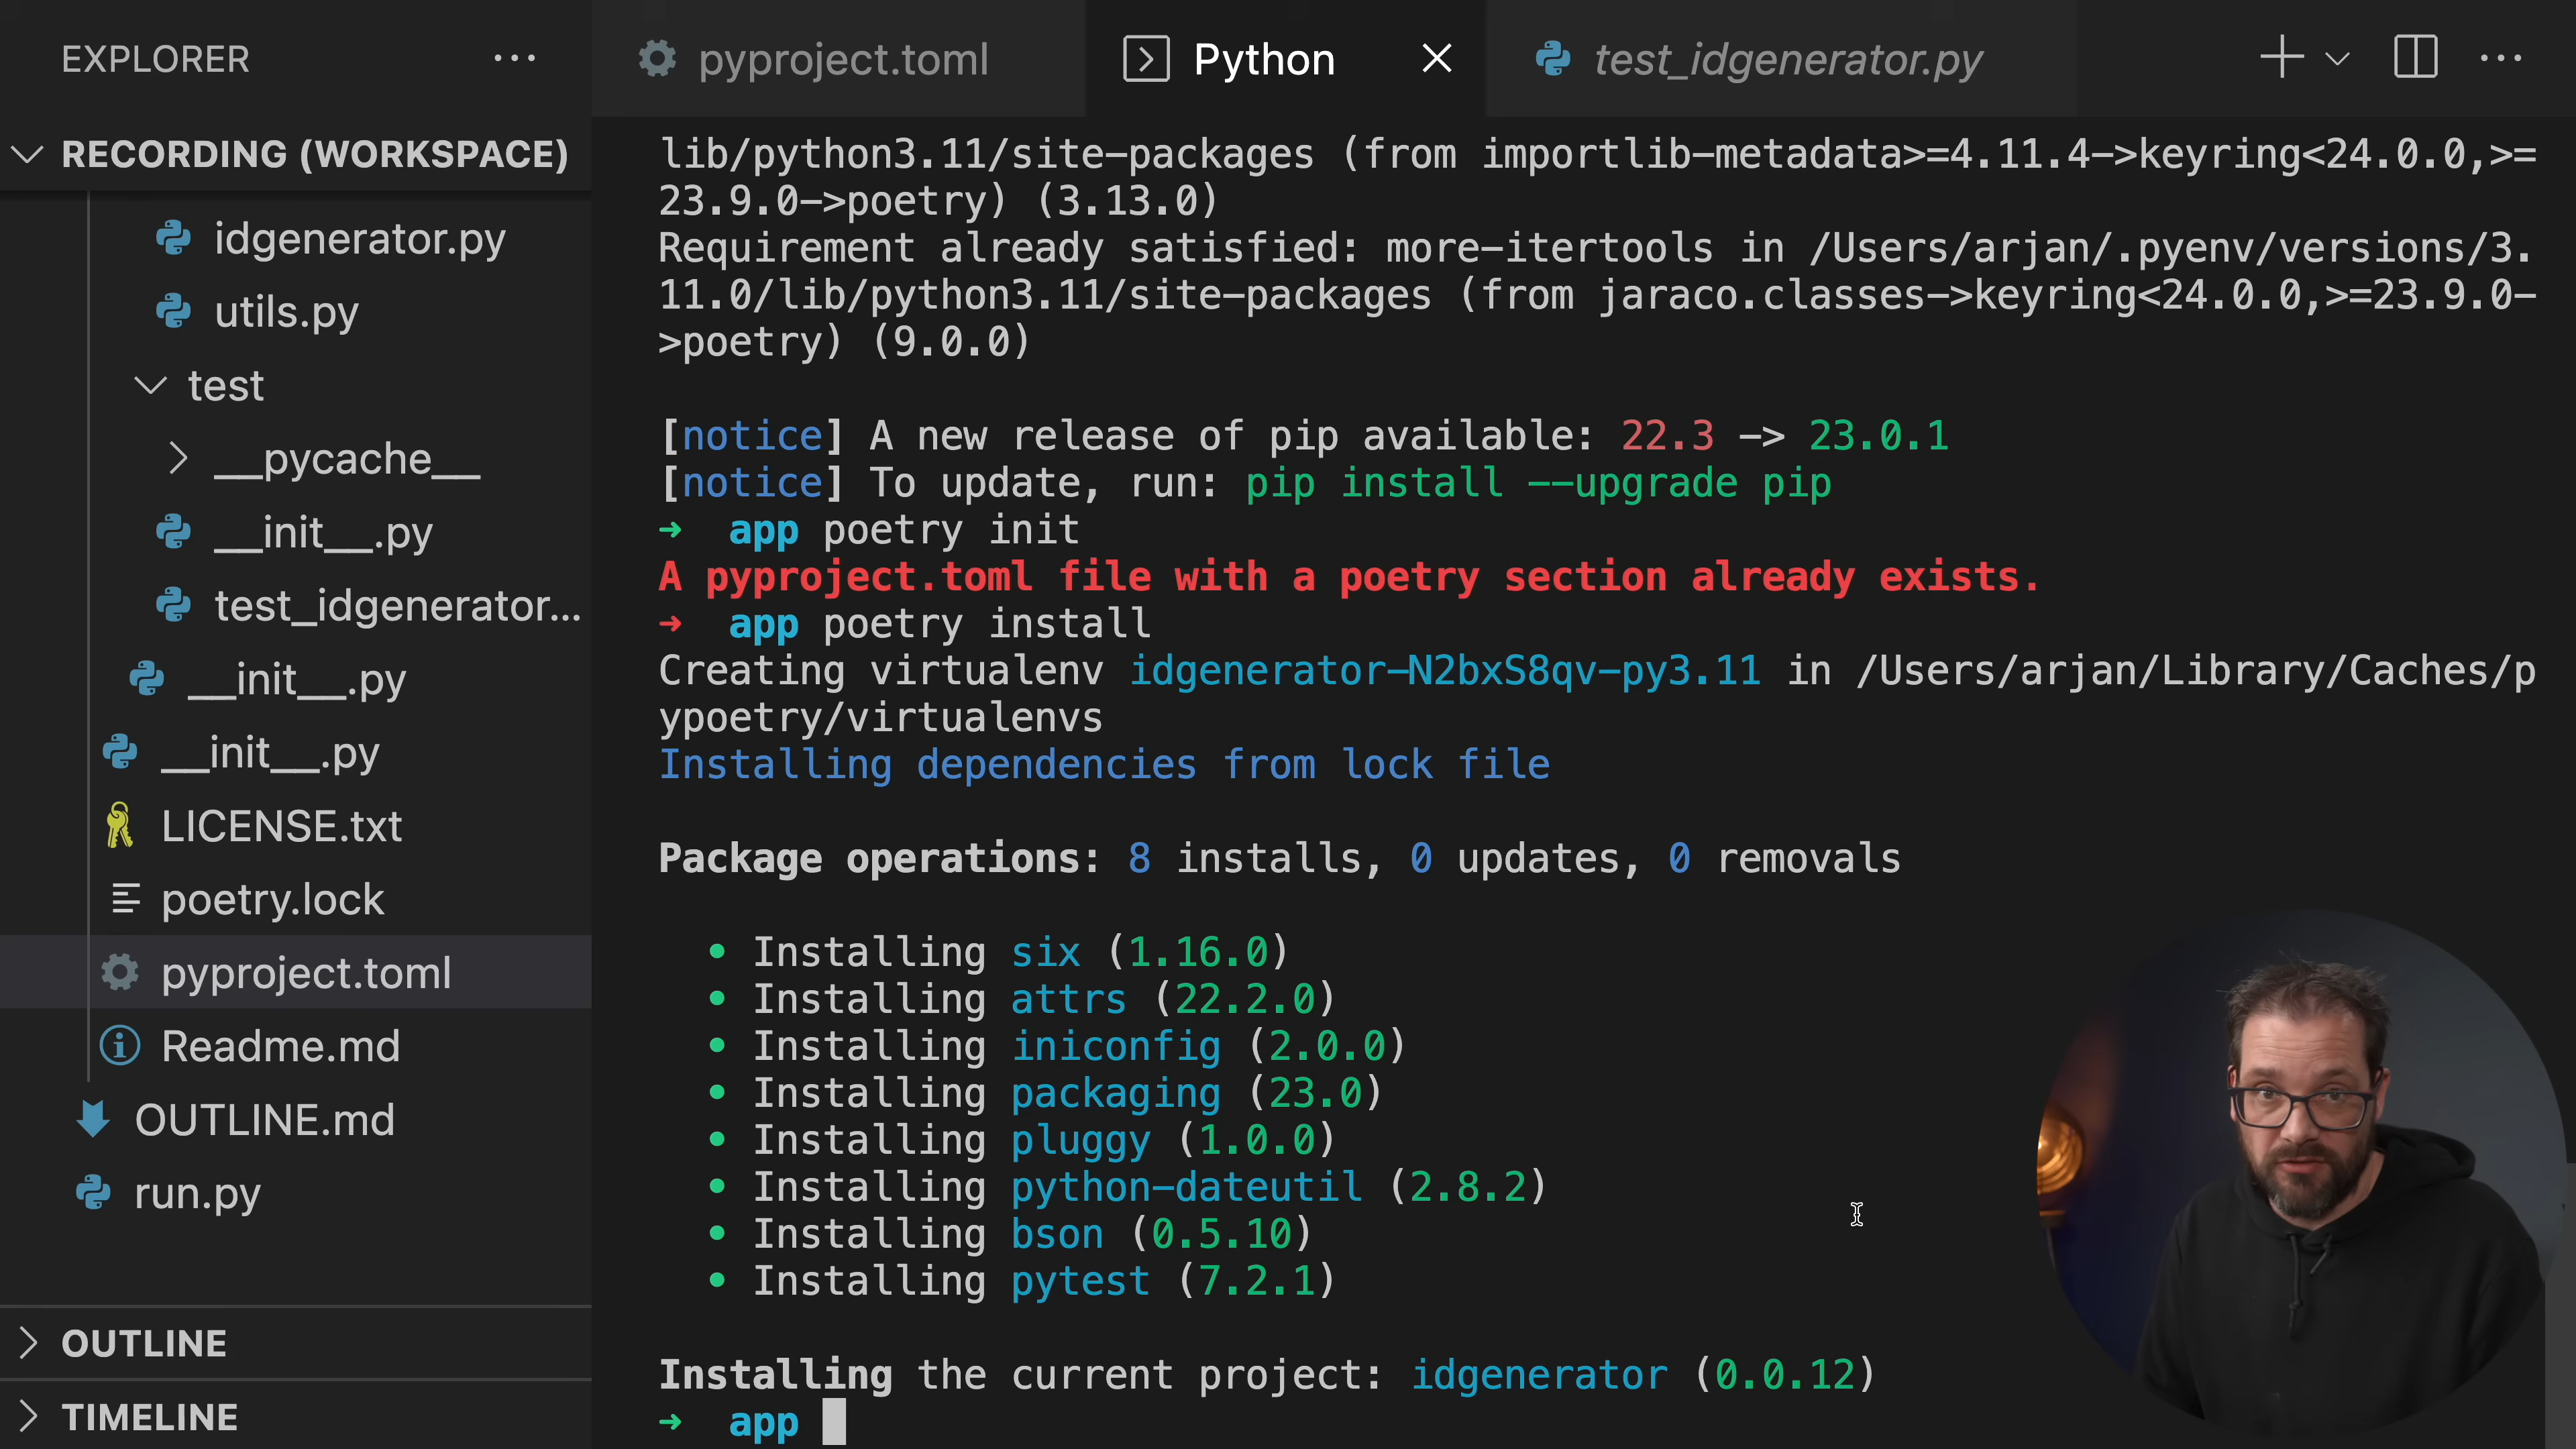 EXPLORER
RECORDING (WORKSPACE)
idgenerator.py
utils.py
test
__pycache__
__init__.py
test_idgenerator...
__init__.py
__init__.py
LICENSE.txt
poetry.lock
pyproject.toml
Readme.md
OUTLINE.md
run.py
OUTLINE
TIMELINE
pyproject.toml
Python
test_idgenerator.py
lib/python3.11/site-packages (from importlib-metadata>=4.11.4->keyring<24.0.0,>=
23.9.0->poetry) (3.13.0)
Requirement already satisfied: more-itertools in /Users/arjan/.pyenv/versions/3.
11.0/lib/python3.11/site-packages (from jaraco.classes->keyring<24.0.0,>=23.9.0-
>poetry) (9.0.0)
[notice] A new release of pip available: 22.3 -> 23.0.1
[notice] To update, run: pip install --upgrade pip
➜ app poetry init
A pyproject.toml file with a poetry section already exists.
➜ app poetry install
Creating virtualenv idgenerator-N2bxS8qv-py3.11 in /Users/arjan/Library/Caches/p
ypoetry/virtualenvs
Installing dependencies from lock file
Package operations: 8 installs, 0 updates, 0 removals
• Installing six (1.16.0)
• Installing attrs (22.2.0)
• Installing iniconfig (2.0.0)
• Installing packaging (23.0)
• Installing pluggy (1.0.0)
• Installing python-dateutil (2.8.2)
• Installing bson (0.5.10)
• Installing pytest (7.2.1)
Installing the current project: idgenerator (0.0.12)
➜ app